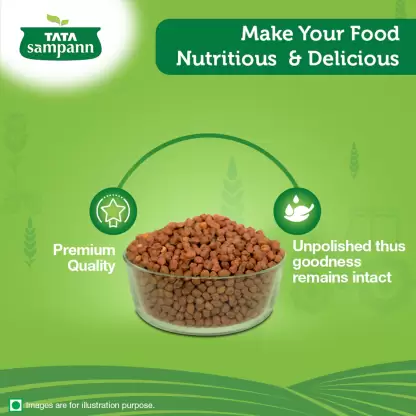 TATA
sampann
Make Your Food
Nutritious & Delicious
Premium
Quality
Unpolished thus
goodness
remains intact
Images are for illustration purpose.